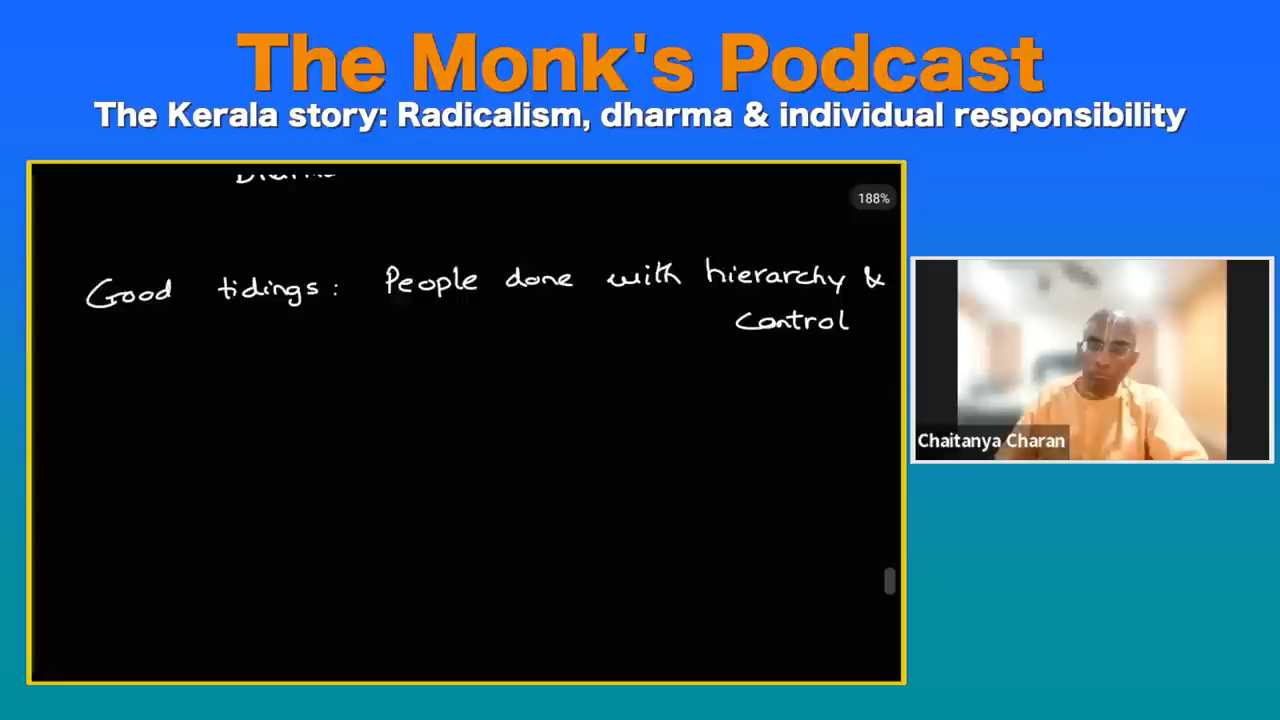 The Monk's Podcast
The Kerala story: Radicalism, dharma & individual responsibility
188%
Good tidings: People done with hierarchy &
control
Chaitanya Charan